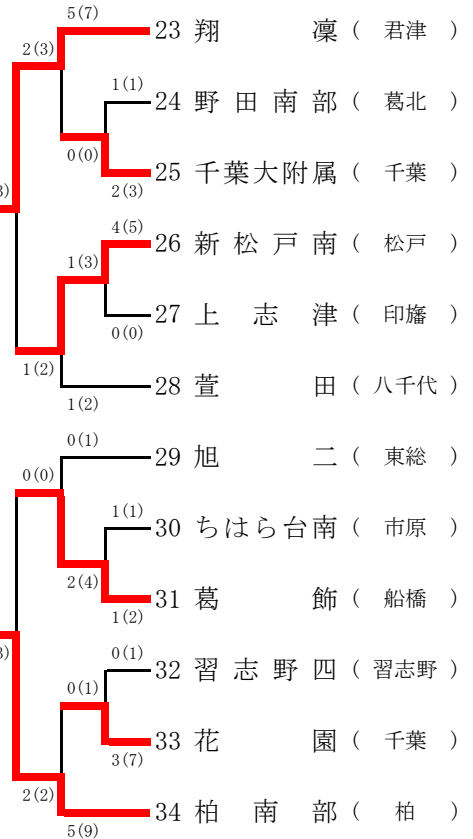 5(7)
23 翔 凜 ( 君津 )
2(3)
1(1)
24 野田南部 ( 葛北 )
0(0)
25 千葉大附属 ( 千葉 )
2(3)
3)
4(5)
26 新松戸南 ( 松戸 )
1(3)
27 上志津 ( 印旛 )
0(0)
1(2)
28 萱田 ( 八千代 )
1(2)
0(1)
29 旭二 ( 東総 )
0(0)
1(1)
30 ちはら台南 ( 市原 )
2(4)
31 葛飾 ( 船橋 )
1(2)
3)
0(1)
32 習志野四 ( 習志野 )
0(1)
33 花園 ( 千葉 )
3(7)
2(2)
34 柏南部 ( 柏 )
5(9)